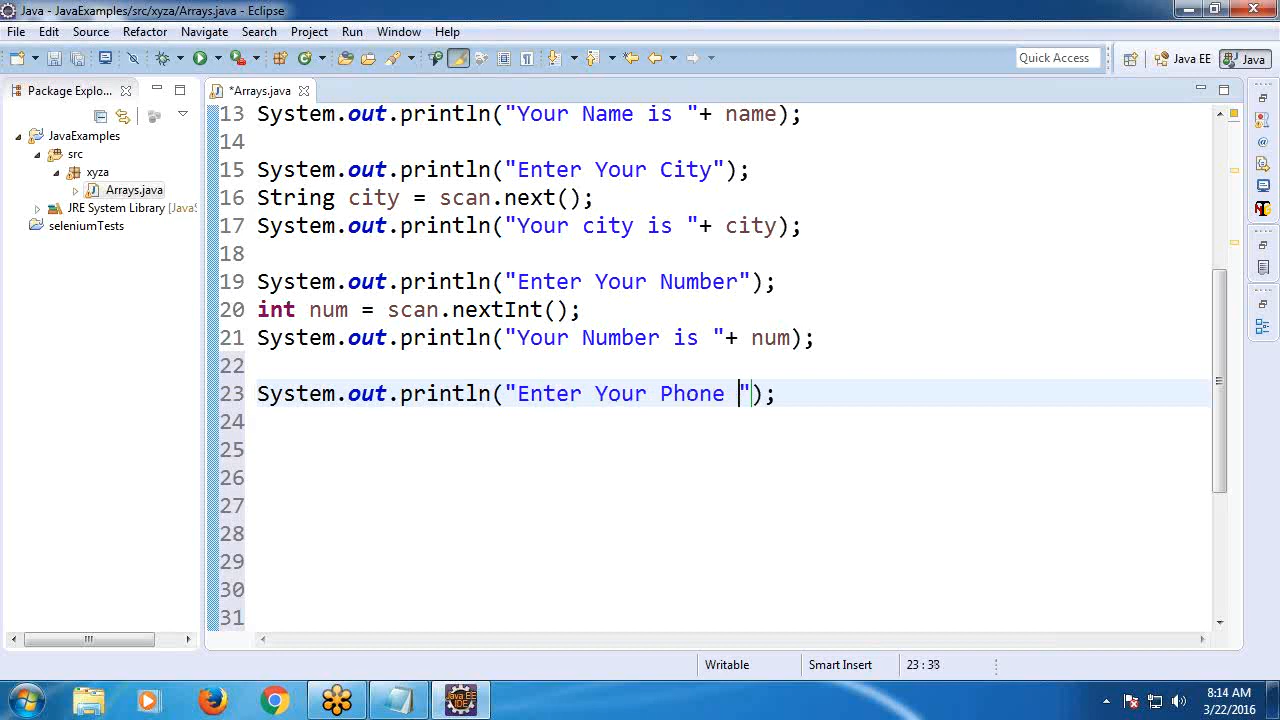 Java - JavaExamples/src/xyza/Arrays.java - Eclipse
File Edit Source Refactor Navigate Search Project Run Window Help
Quick Access Java EE Java
Package Explo... *Arrays.java
JavaExamples
src
xyza
Arrays.java
JRE System Library [JavaS
seleniumTests
13 System.out.println("Your Name is "+ name);
14
15 System.out.println("Enter Your City");
16 String city = scan.next();
17 System.out.println("Your city is "+ city);
18
19 System.out.println("Enter Your Number");
20 int num = scan.nextInt();
21 System.out.println("Your Number is "+ num);
22
23 System.out.println("Enter Your Phone ");
24
25
26
27
28
29
30
31
Writable Smart Insert 23 : 38
Java EE
IDE
8:14 AM
3/22/2016